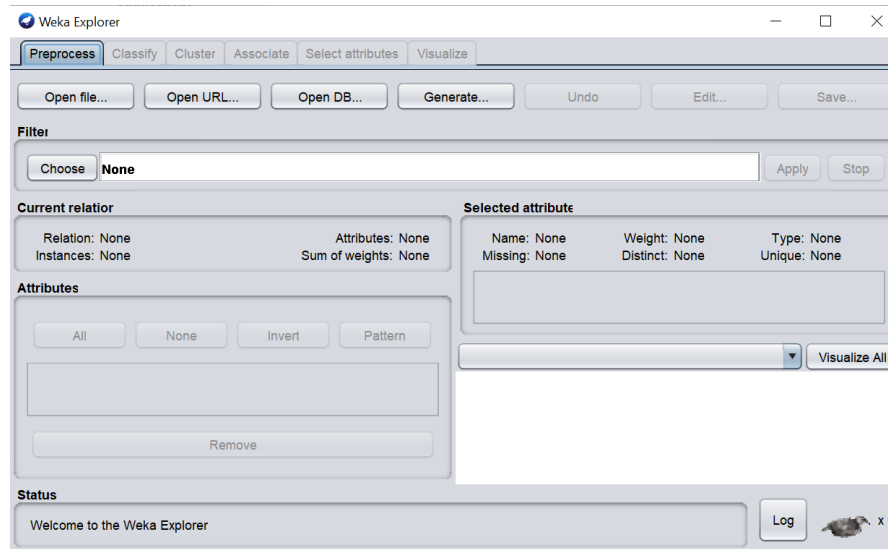 Weka Explorer
Preprocess Classify Cluster Associate Select attributes Visualize
Open file... Open URL... Open DB... Generate... Undo Edit... Save...
Filter
Choose None Apply Stop
Current relation
Relation: None Attributes: None
Instances: None Sum of weights: None
Selected attribute
Name: None Weight: None Type: None
Missing: None Distinct: None Unique: None
Attributes
All None Invert Pattern
Remove
Visualize All
Status
Welcome to the Weka Explorer
Log x